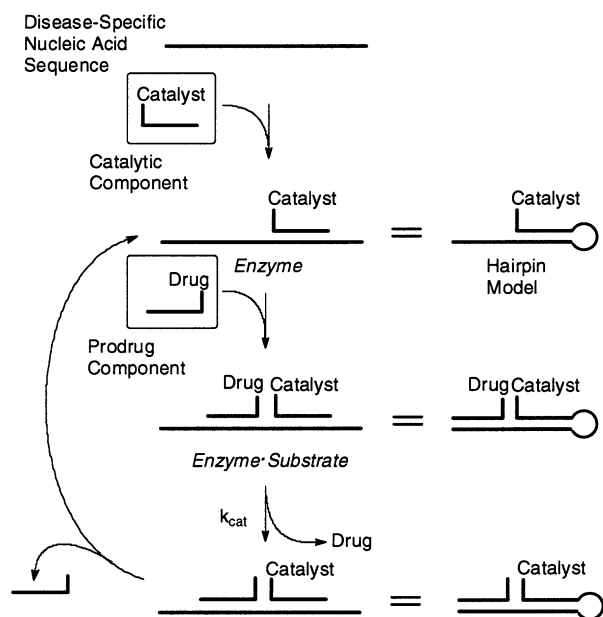 Disease-Specific
Nucleic Acid
Sequence
Catalyst
Catalytic
Component
Catalyst
=
Catalyst
Enzyme
Hairpin
Model
Drug
Prodrug
Component
Drug Catalyst
=
Drug Catalyst
Enzyme·Substrate
kcat
Drug
Catalyst
=
Catalyst